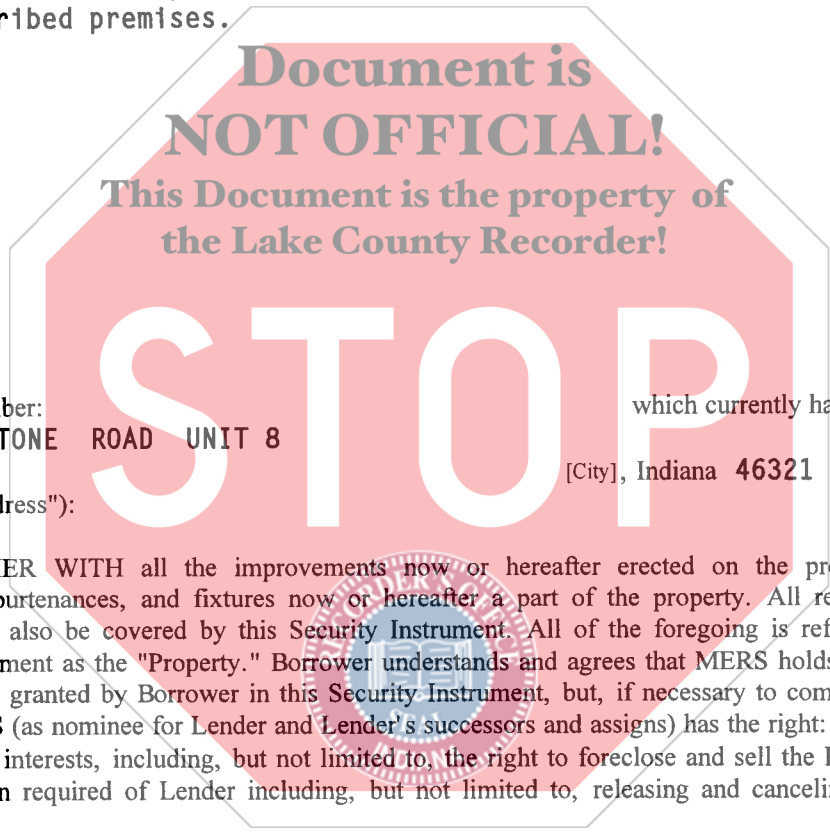 ribed premises.
Document is
NOT OFFICIAL!
This Document is the property of
the Lake County Recorder!
STOP
ber:
which currently ha
TONE ROAD UNIT 8
[City], Indiana 46321
dress"):
ER WITH all the improvements now or hereafter erected on the pr
purtenances, and fixtures now or hereafter a part of the property. All re
also be covered by this Security Instrument. All of the foregoing is ref
ment as the "Property." Borrower understands and agrees that MERS holds
granted by Borrower in this Security Instrument, but, if necessary to com
S (as nominee for Lender and Lender's successors and assigns) has the right:
interests, including, but not limited to, the right to foreclose and sell the
n required of Lender including, but not limited to, releasing and canceli
RECORDER'S OFFICE
SEAL
INDIANA